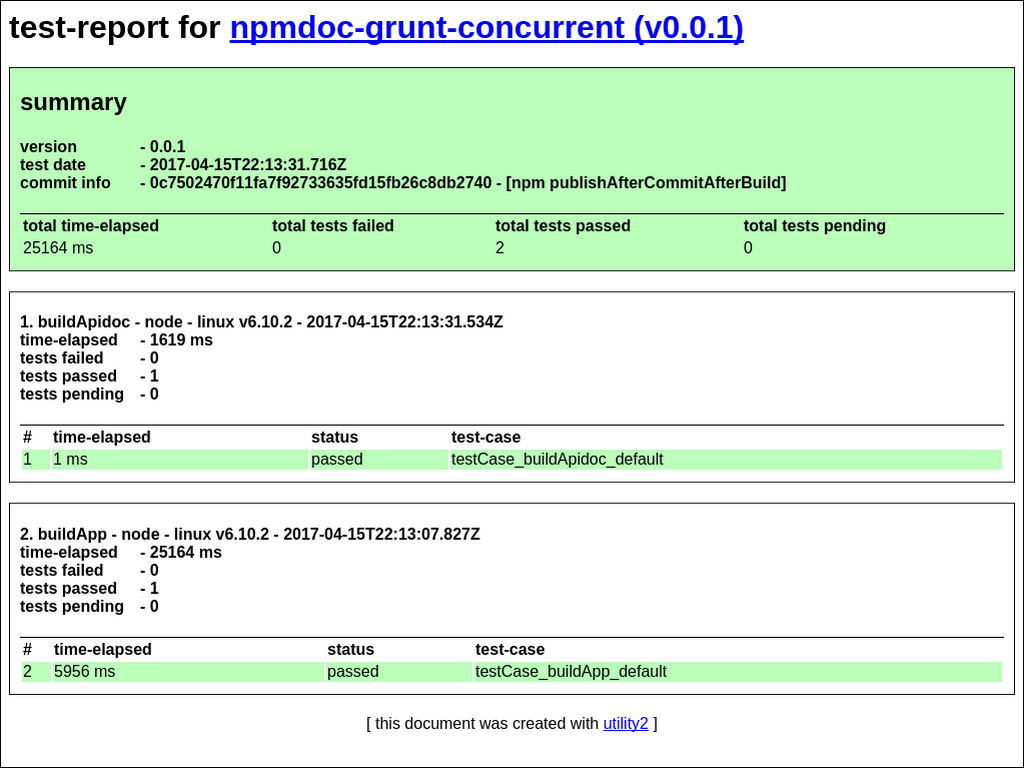 test-report for npmdoc-grunt-concurrent (v0.0.1)
summary
version - 0.0.1
test date - 2017-04-15T22:13:31.716Z
commit info - 0c7502470f11fa7f92733635fd15fb26c8db2740 - [npm publishAfterCommitAfterBuild]
total time-elapsed total tests failed total tests passed total tests pending
25164 ms 0 2 0
1. buildApidoc - node - linux v6.10.2 - 2017-04-15T22:13:31.534Z
time-elapsed - 1619 ms
tests failed - 0
tests passed - 1
tests pending - 0
# time-elapsed status test-case
1 1 ms passed testCase_buildApidoc_default
2. buildApp - node - linux v6.10.2 - 2017-04-15T22:13:07.827Z
time-elapsed - 25164 ms
tests failed - 0
tests passed - 1
tests pending - 0
# time-elapsed status test-case
2 5956 ms passed testCase_buildApp_default
[ this document was created with utility2 ]